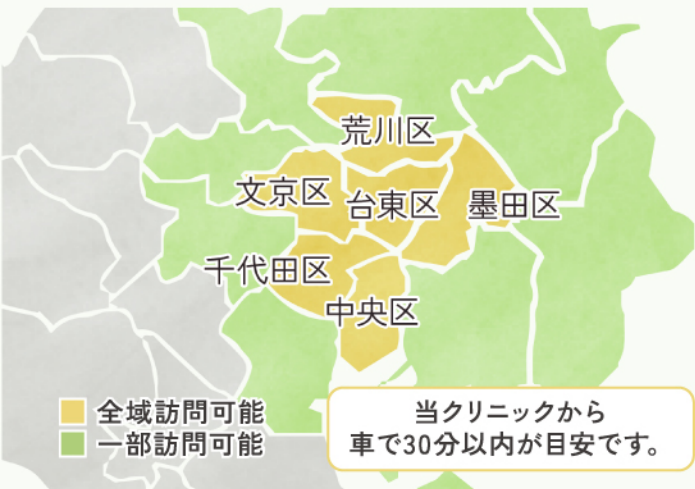 荒川区
文京区
台東区
墨田区
千代田区
中央区
全域訪問可能
一部訪問可能
当クリニックから
車で30分以内が目安です。